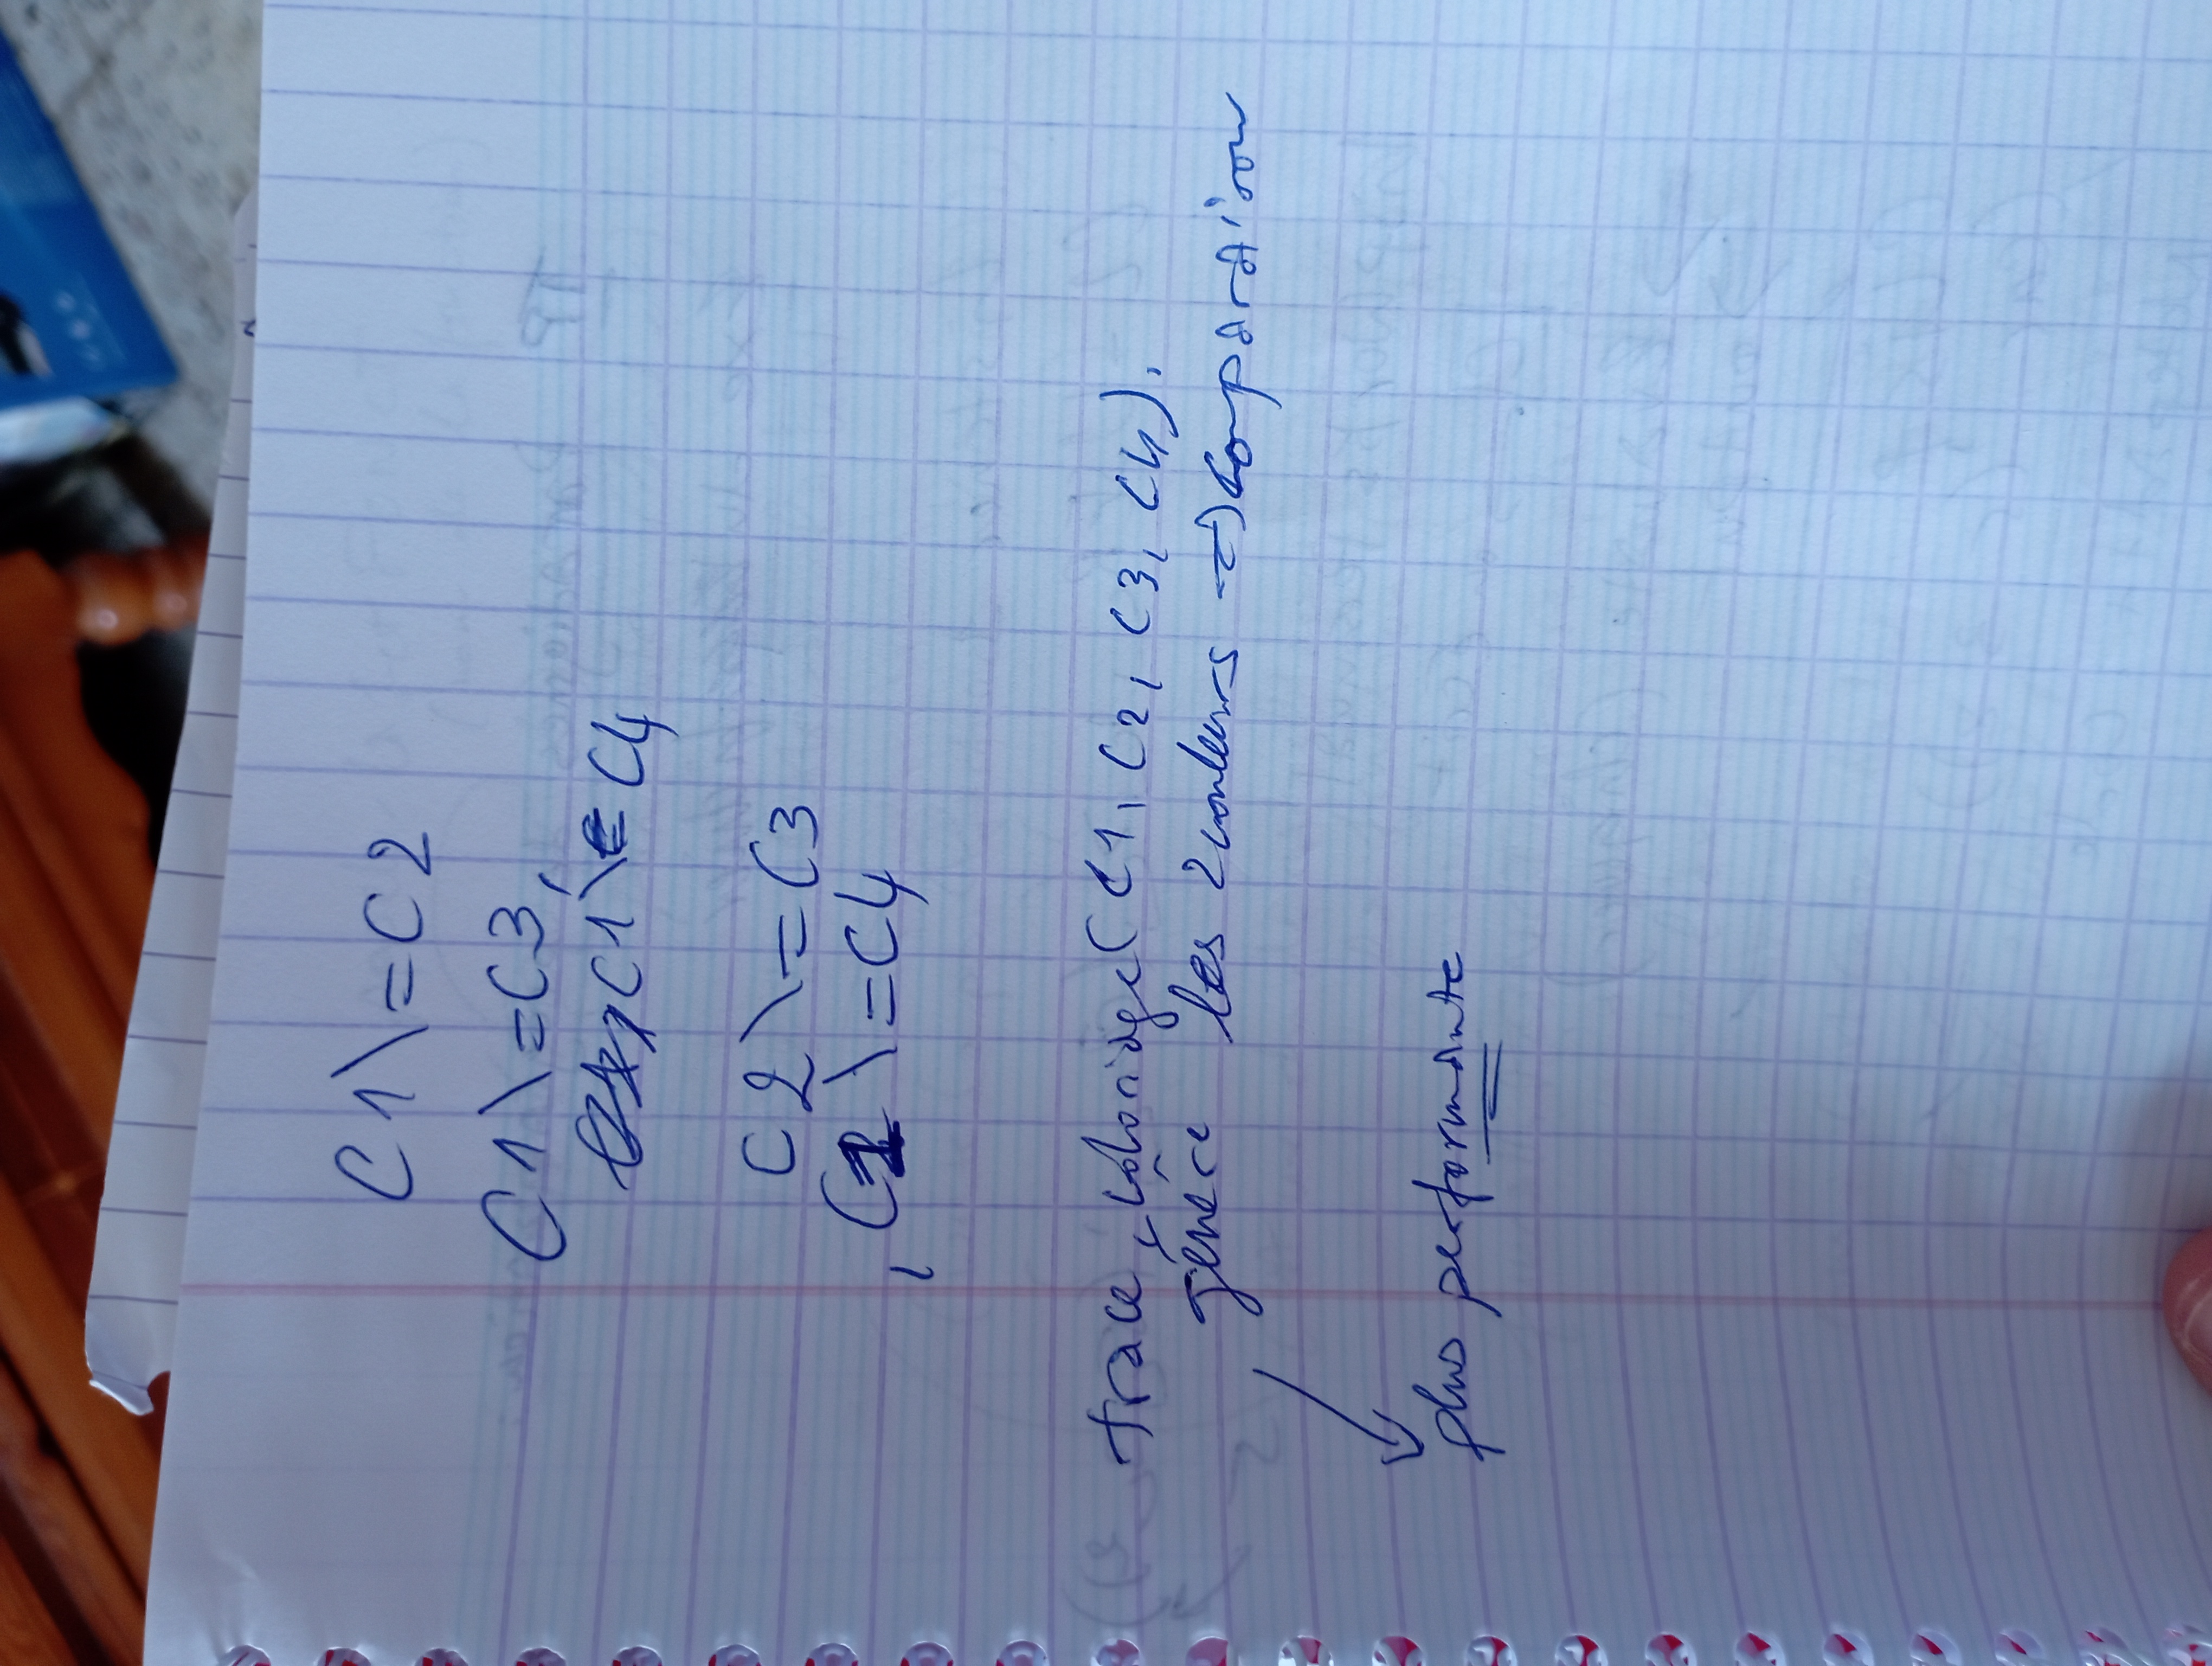 C1\=C2
C1\=C3,
C1\=C4
C2\=C3
, C2\=C4
trace, coloriage(C1, C2, C3, C4).
génère les 2 couleurs => comparaison
plus performante